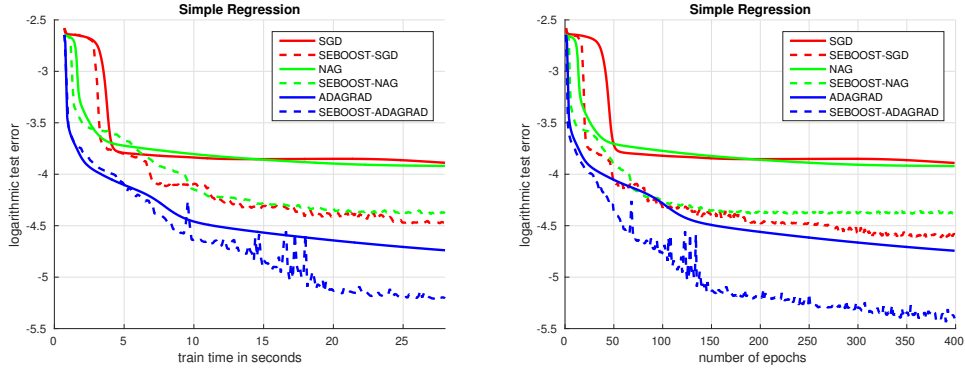 Simple Regression
-2.5
-3
-3.5
-4
-4.5
-5
-5.5
logarithmic test error
0 5 10 15 20 25
train time in seconds
SGD
SEBOOST-SGD
NAG
SEBOOST-NAG
ADAGRAD
SEBOOST-ADAGRAD
Simple Regression
-2.5
-3
-3.5
-4
-4.5
-5
-5.5
logarithmic test error
0 50 100 150 200 250 300 350 400
number of epochs
SGD
SEBOOST-SGD
NAG
SEBOOST-NAG
ADAGRAD
SEBOOST-ADAGRAD